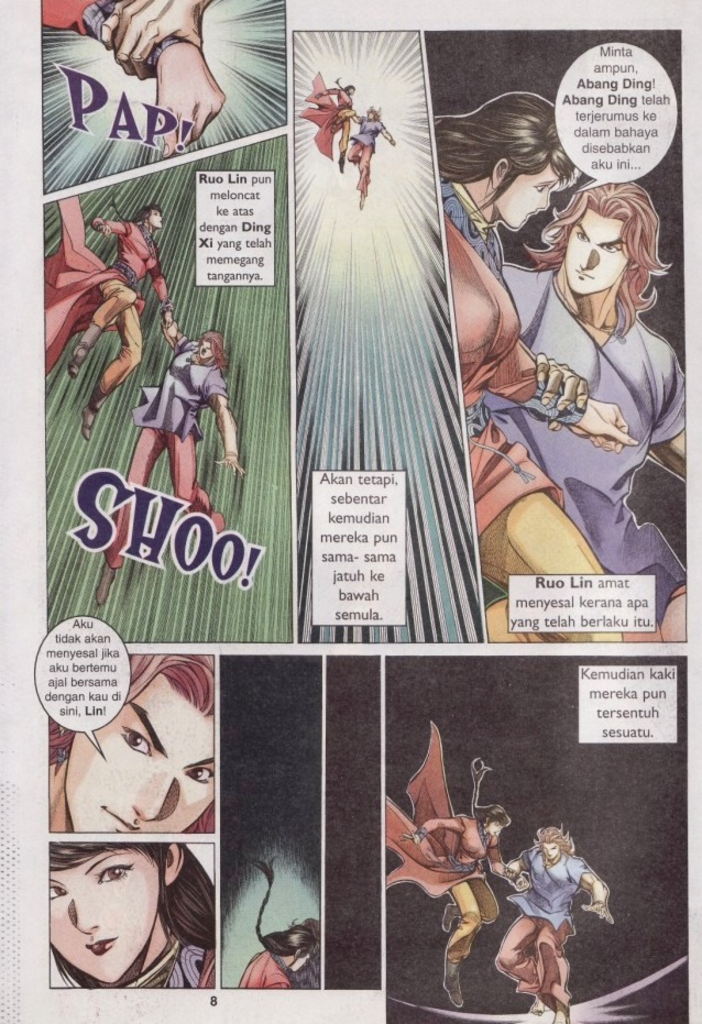 PAP!
Ruo Lin pun
meloncat
ke atas
dengan Ding
Xi yang telah
memegang
tangannya.
SHOO!
Akan tetapi,
sebentar
kemudian
mereka pun
sama- sama
jatuh ke
bawah
semula.
Minta
ampun,
Abang Ding!
Abang Ding telah
terjerumus ke
dalam bahaya
disebabkan
aku ini...
Ruo Lin amat
menyesal kerana apa
yang telah berlaku itu.
Aku
tidak akan
menyesal jika
aku bertemu
ajal bersama
dengan kau di
sini, Lin!
Kemudian kaki
mereka pun
tersentuh
sesuatu.
8